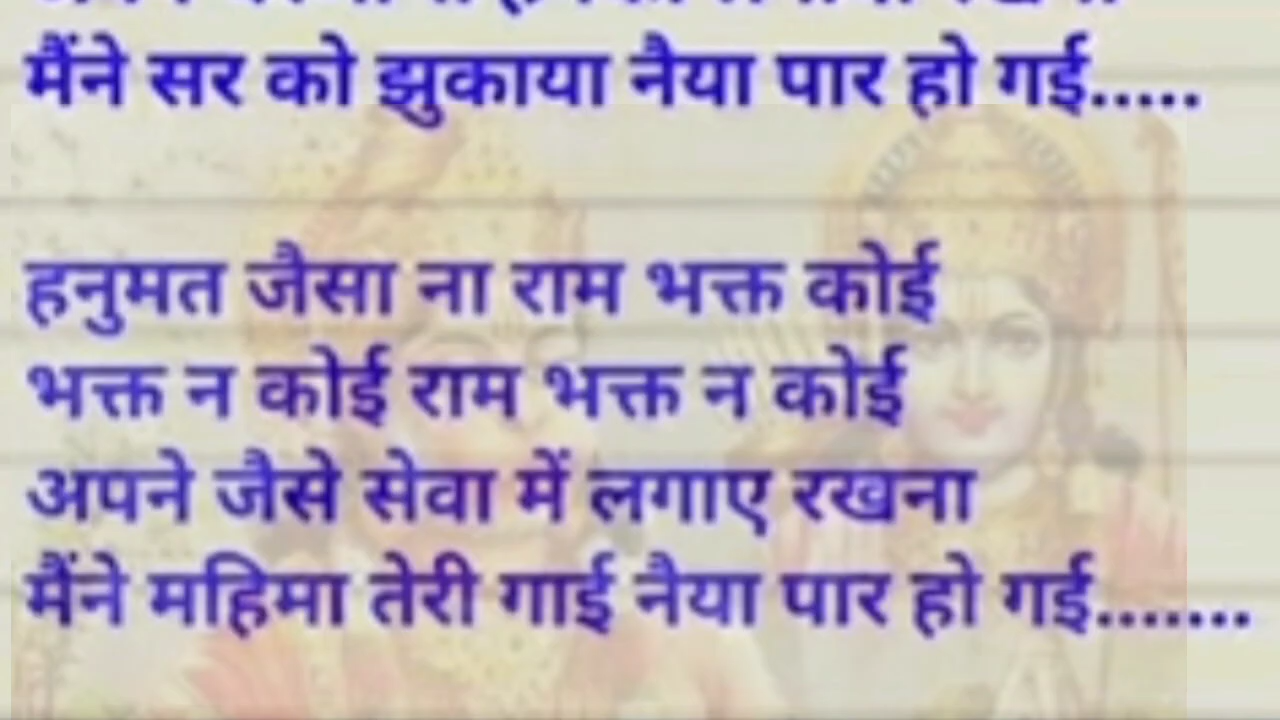 मैंने सर को झुकाया नैया पार हो गई.....
हनुमत जैसा ना राम भक्त कोई
भक्त न कोई राम भक्त न कोई
अपने जैसे सेवा में लगाए रखना
मैंने महिमा तेरी गाई नैया पार हो गई.......